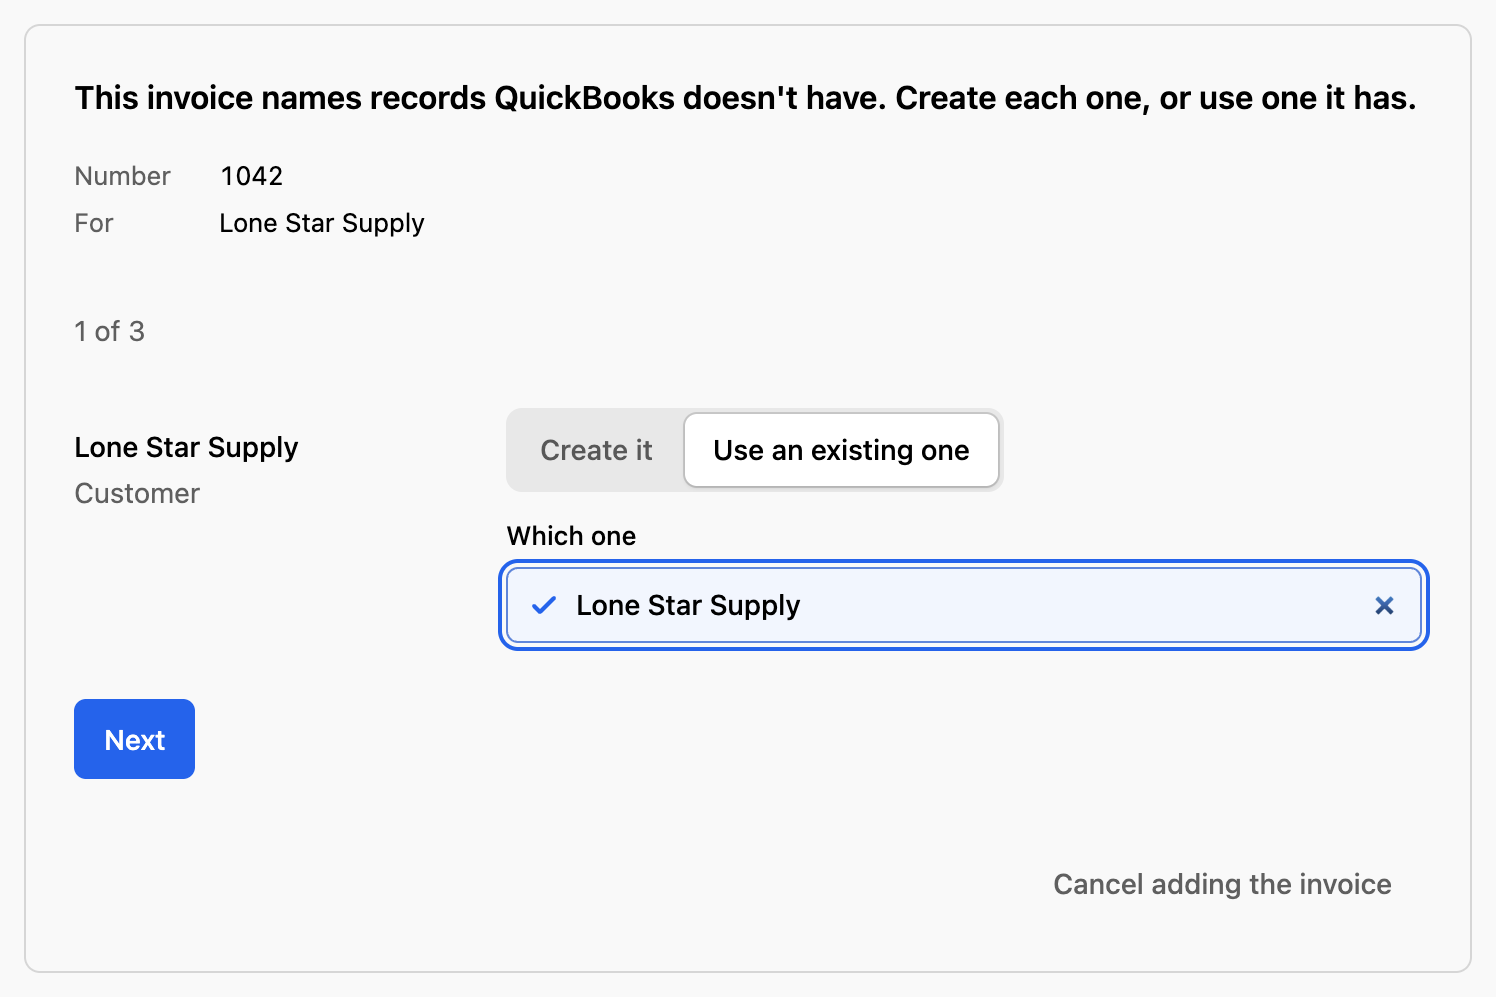 This invoice names records QuickBooks doesn't have. Create each one, or use one it has.
Number 1042
For Lone Star Supply
1 of 3
Lone Star Supply
Customer
Create it Use an existing one
Which one
Lone Star Supply
Next
Cancel adding the invoice